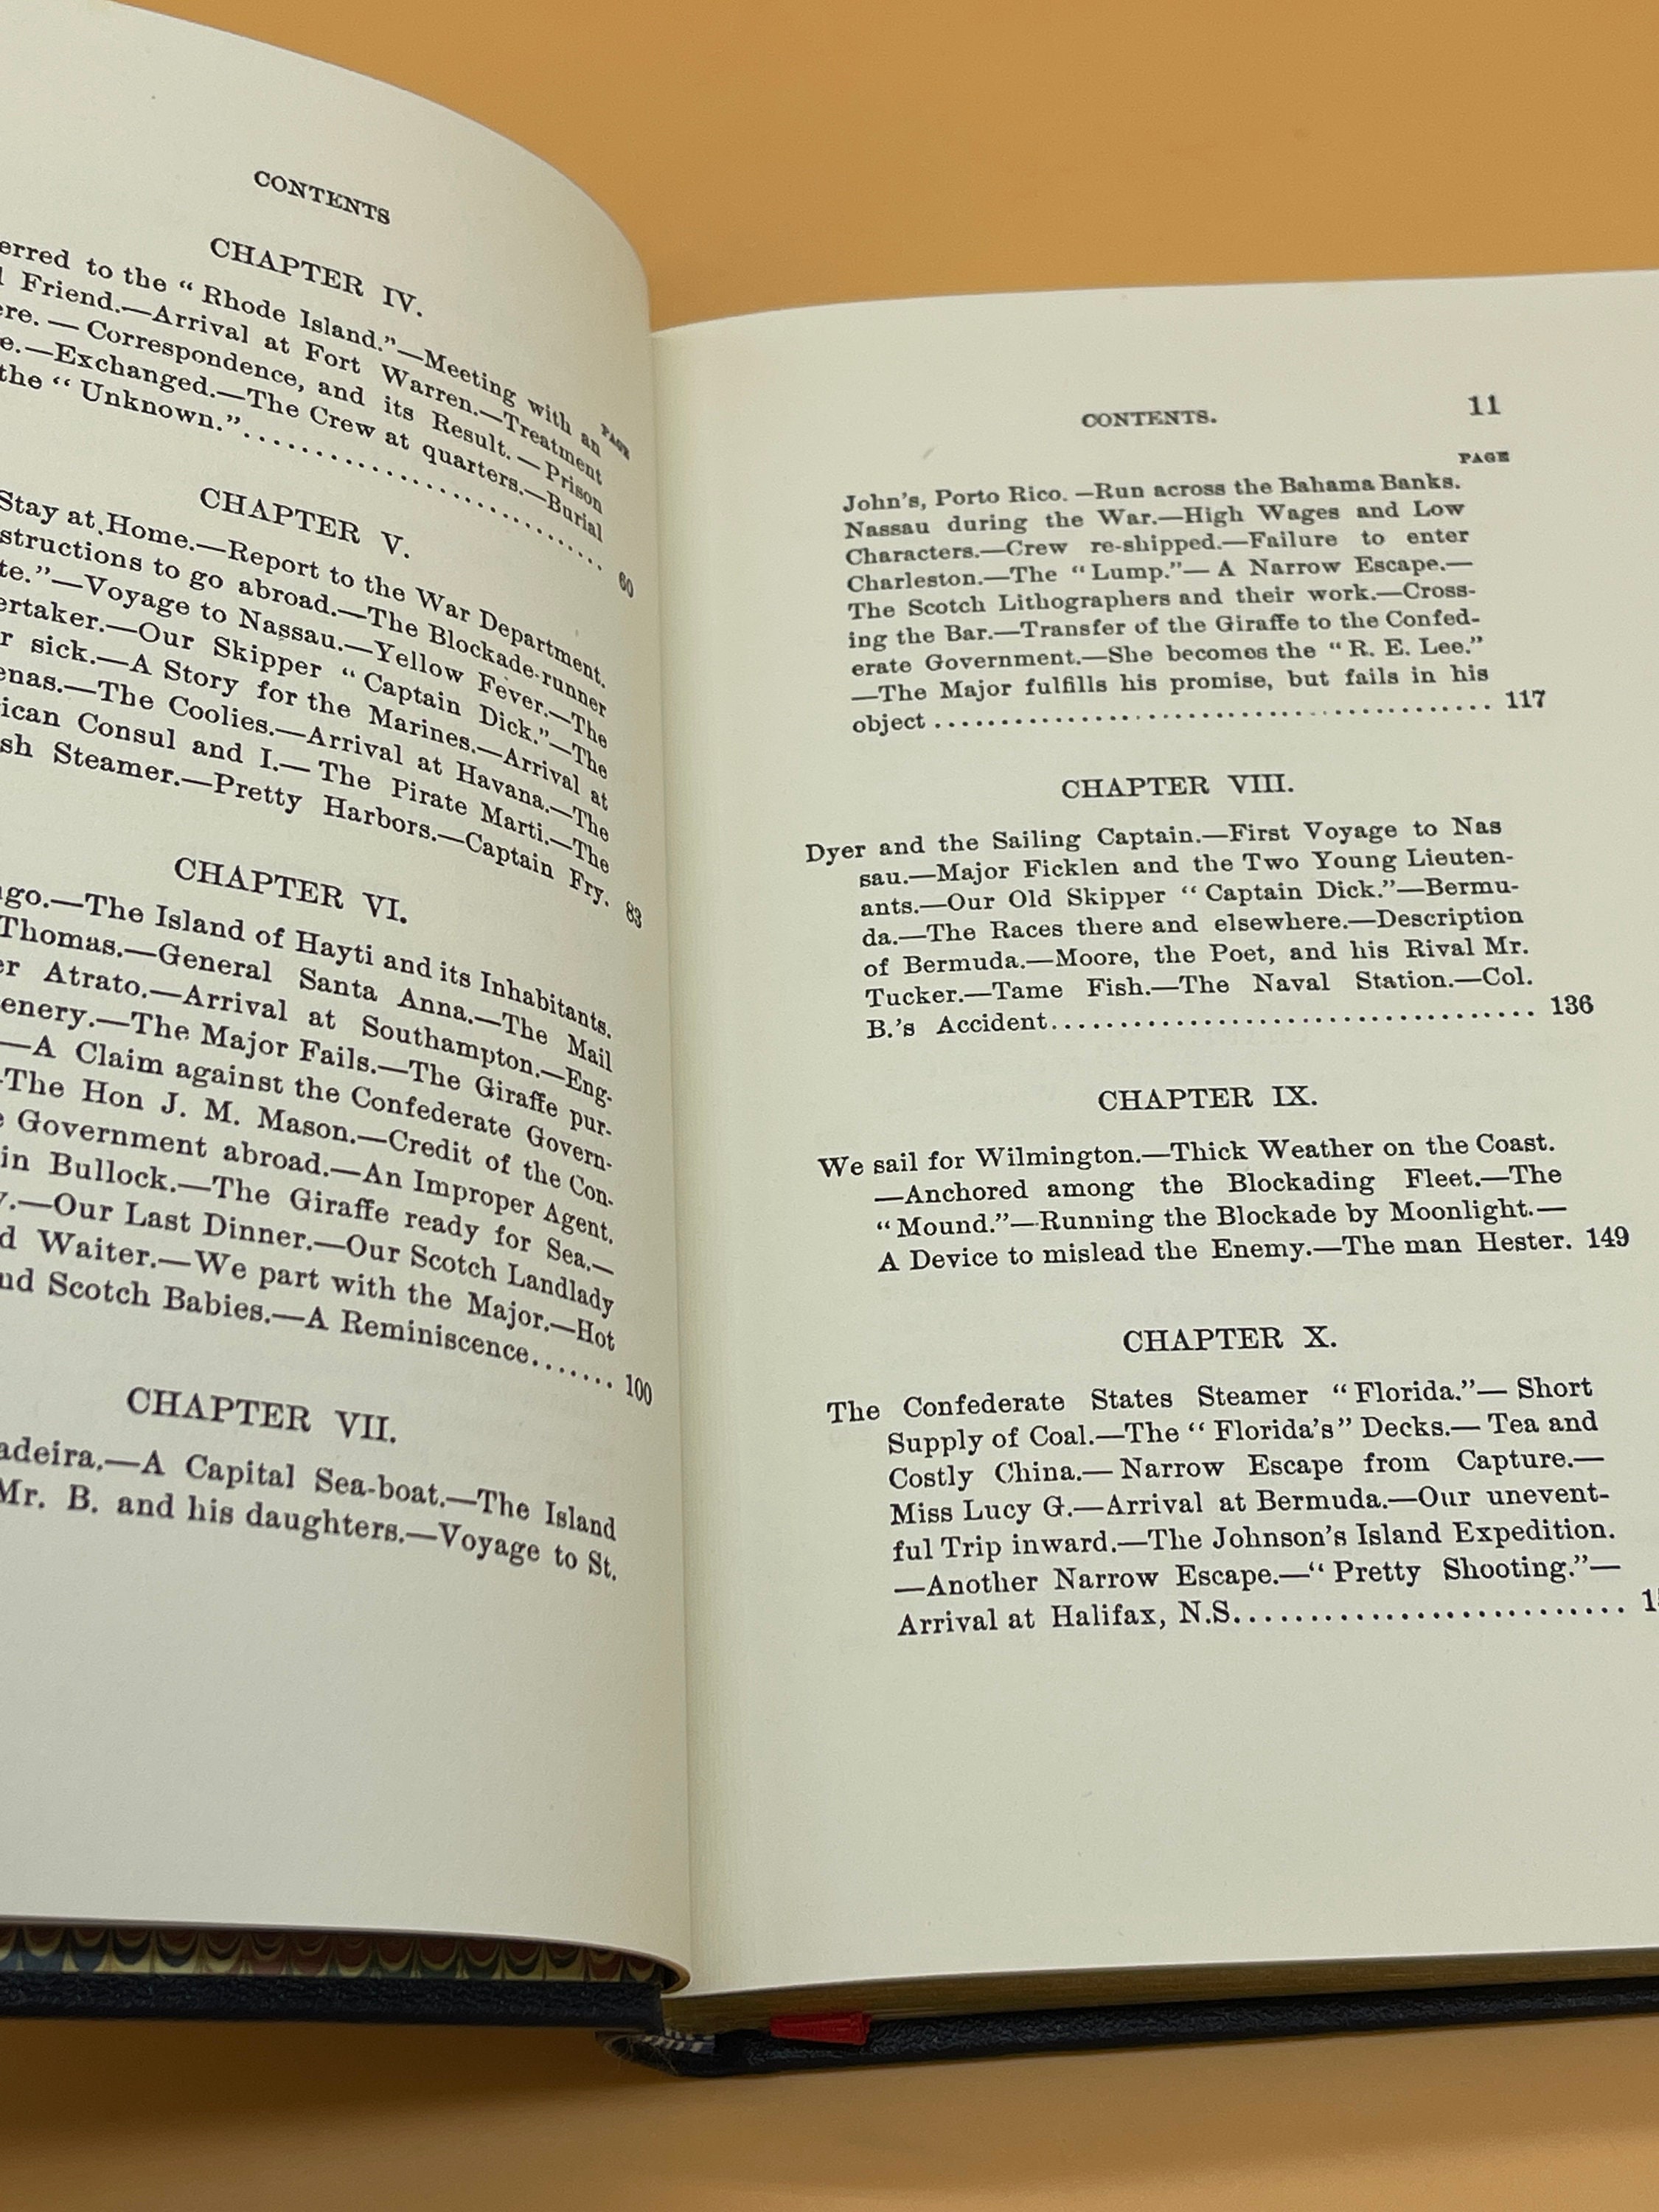 CONTENTS
CHAPTER IV.
PAGE
to the “Rhode Island.”—Meeting with an
Friend.—Arrival at Fort Warren.—Treatment
— Correspondence, and its Result. — Prison
—Exchanged.—The Crew at quarters.—Burial
the “Unknown.”.............................. 60
CHAPTER V.
Stay at Home.—Report to the War Department.
to go abroad.—The Blockade-runner
—Voyage to Nassau.—Yellow Fever.—The
—Our Skipper “Captain Dick.”—The
sick.—A Story for the Marines.—Arrival at
—The Coolies.—Arrival at Havana.—The
Consul and I.— The Pirate Marti.—The
Steamer.—Pretty Harbors.—Captain Fry. 83
CHAPTER VI.
—The Island of Hayti and its Inhabitants.
Thomas.—General Santa Anna.—The Mail
Atrato.—Arrival at Southampton.—Eng-
—The Major Fails.—The Giraffe pur-
—A Claim against the Confederate Govern-
The Hon J. M. Mason.—Credit of the Con-
Government abroad.—An Improper Agent.
Bullock.—The Giraffe ready for Sea.—
—Our Last Dinner.—Our Scotch Landlady
Waiter.—We part with the Major.—Hot
Scotch Babies.—A Reminiscence....... 100
CHAPTER VII.
—A Capital Sea-boat.—The Island
Mr. B. and his daughters.—Voyage to St.
CONTENTS. 11
PAGE
John's, Porto Rico. —Run across the Bahama Banks.
Nassau during the War.—High Wages and Low
Characters.—Crew re-shipped.—Failure to enter
Charleston.—The “Lump.”— A Narrow Escape.—
The Scotch Lithographers and their work.—Cross-
ing the Bar.—Transfer of the Giraffe to the Confed-
erate Government.—She becomes the “R. E. Lee.”
—The Major fulfills his promise, but fails in his
object .......................................... 117
CHAPTER VIII.
Dyer and the Sailing Captain.—First Voyage to Nas
sau.—Major Ficklen and the Two Young Lieuten-
ants.—Our Old Skipper “Captain Dick.”—Bermu-
da.—The Races there and elsewhere.—Description
of Bermuda.—Moore, the Poet, and his Rival Mr.
Tucker.—Tame Fish.—The Naval Station.—Col.
B.'s Accident................................... 136
CHAPTER IX.
We sail for Wilmington.—Thick Weather on the Coast.
—Anchored among the Blockading Fleet.—The
“Mound.”—Running the Blockade by Moonlight.—
A Device to mislead the Enemy.—The man Hester. 149
CHAPTER X.
The Confederate States Steamer “Florida.”— Short
Supply of Coal.—The “Florida's” Decks.— Tea and
Costly China.— Narrow Escape from Capture.—
Miss Lucy G.—Arrival at Bermuda.—Our unevent-
ful Trip inward.—The Johnson's Island Expedition.
—Another Narrow Escape.—“Pretty Shooting.”—
Arrival at Halifax, N.S..........................